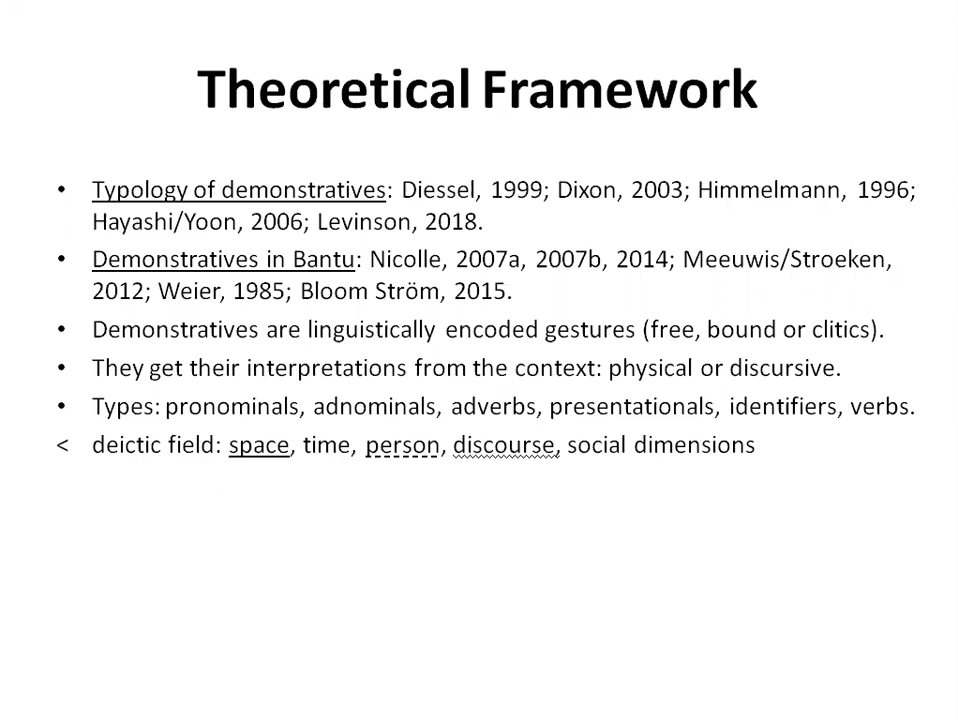 Theoretical Framework
• Typology of demonstratives: Diessel, 1999; Dixon, 2003; Himmelmann, 1996;
Hayashi/Yoon, 2006; Levinson, 2018.
• Demonstratives in Bantu: Nicolle, 2007a, 2007b, 2014; Meeuwis/Stroeken,
2012; Weier, 1985; Bloom Ström, 2015.
• Demonstratives are linguistically encoded gestures (free, bound or clitics).
• They get their interpretations from the context: physical or discursive.
• Types: pronominals, adnominals, adverbs, presentationals, identifiers, verbs.
< deictic field: space, time, person, discourse, social dimensions